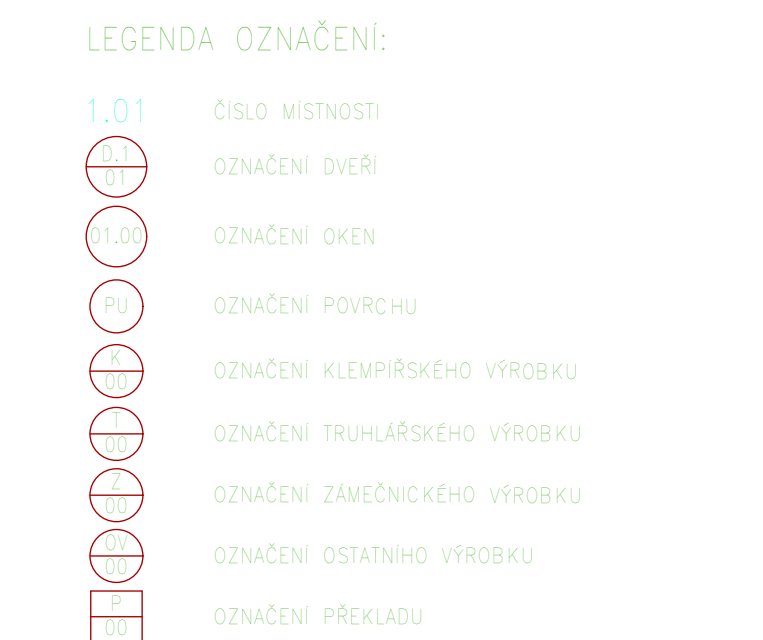 LEGENDA OZNAČENÍ:
1.01 ČÍSLO MÍSTNOSTI
D.1
01
OZNAČENÍ DVEŘÍ
01.00 OZNAČENÍ OKEN
PU OZNAČENÍ POVRCHU
K
00
OZNAČENÍ KLEMPÍŘSKÉHO VÝROBKU
T
00
OZNAČENÍ TRUHLÁŘSKÉHO VÝROBKU
Z
00
OZNAČENÍ ZÁMEČNICKÉHO VÝROBKU
OV
00
OZNAČENÍ OSTATNÍHO VÝROBKU
P
00
OZNAČENÍ PŘEKLADU